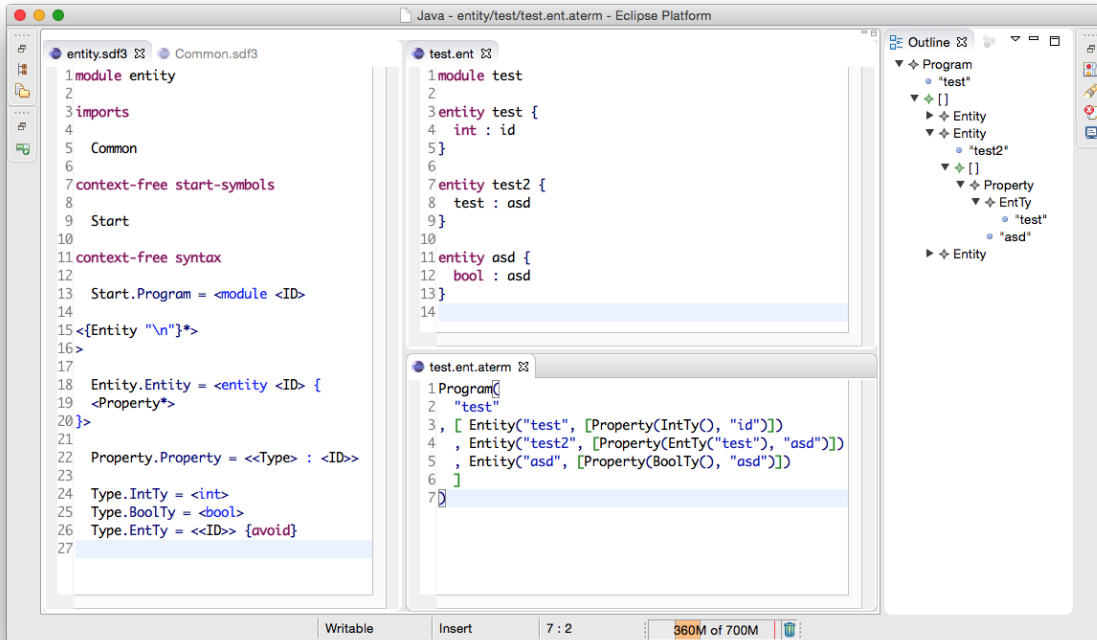 Java - entity/test/test.ent.aterm - Eclipse Platform
entity.sdf3
Common.sdf3
1 module entity
2
3 imports
4
5   Common
6
7 context-free start-symbols
8
9   Start
10
11 context-free syntax
12
13   Start.Program = <module <ID>
14
15 <{Entity "\n"}*>
16 >
17
18   Entity.Entity = <entity <ID> {
19   <Property*>
20 }>
21
22   Property.Property = <<Type> : <ID>>
23
24   Type.IntTy = <int>
25   Type.BoolTy = <bool>
26   Type.EntTy = <<ID>> {avoid}
27
test.ent
1 module test
2
3 entity test {
4   int : id
5 }
6
7 entity test2 {
8   test : asd
9 }
10
11 entity asd {
12   bool : asd
13 }
14
test.ent.aterm
1 Program(
2   "test"
3 , [ Entity("test", [Property(IntTy(), "id")])
4   , Entity("test2", [Property(EntTy("test"), "asd")])
5   , Entity("asd", [Property(BoolTy(), "asd")])
6   ]
7 )
Outline
Program
"test"
[]
Entity
Entity
"test2"
[]
Property
EntTy
"test"
"asd"
Entity
Writable
Insert
7 : 2
360M of 700M